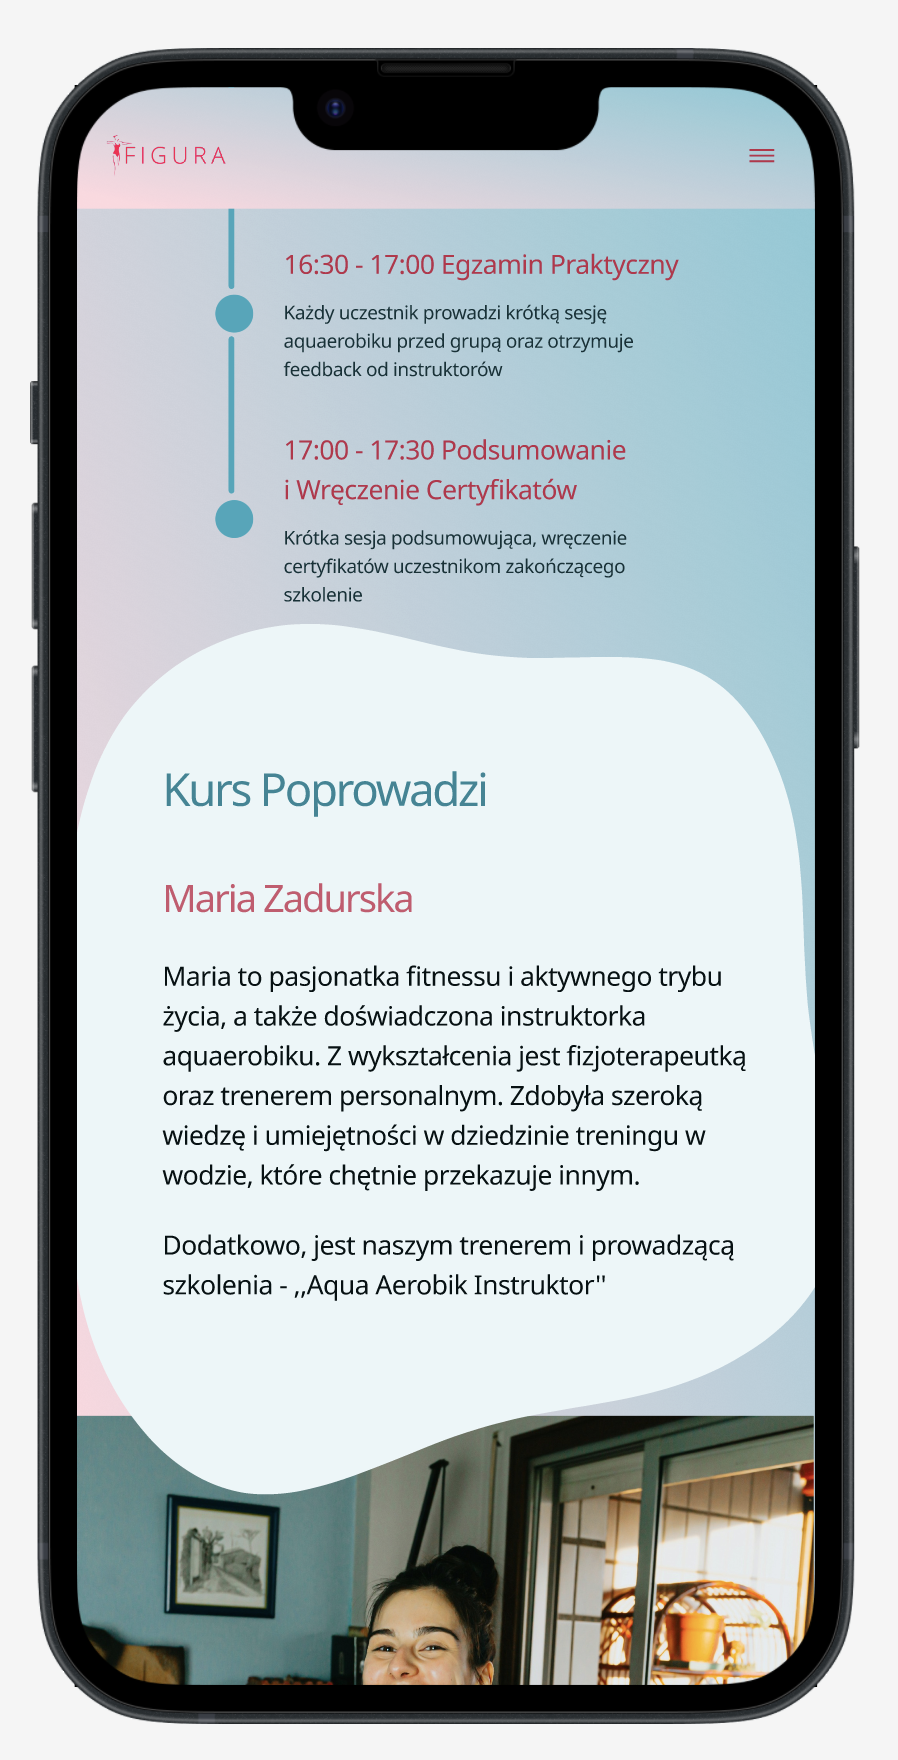 FIGURA
16:30 - 17:00 Egzamin Praktyczny
Każdy uczestnik prowadzi krótką sesję
aquaerobiku przed grupą oraz otrzymuje
feedback od instruktorów
17:00 - 17:30 Podsumowanie
i Wręczenie Certyfikatów
Krótka sesja podsumowująca, wręczenie
certyfikatów uczestnikom zakończącego
szkolenie
Kurs Poprowadzi
Maria Zadurska
Maria to pasjonatka fitnessu i aktywnego trybu
życia, a także doświadczona instruktorka
aquaerobiku. Z wykształcenia jest fizjoterapeutką
oraz trenerem personalnym. Zdobyła szeroką
wiedzę i umiejętności w dziedzinie treningu w
wodzie, które chętnie przekazuje innym.
Dodatkowo, jest naszym trenerem i prowadzącą
szkolenia - ,,Aqua Aerobik Instruktor''